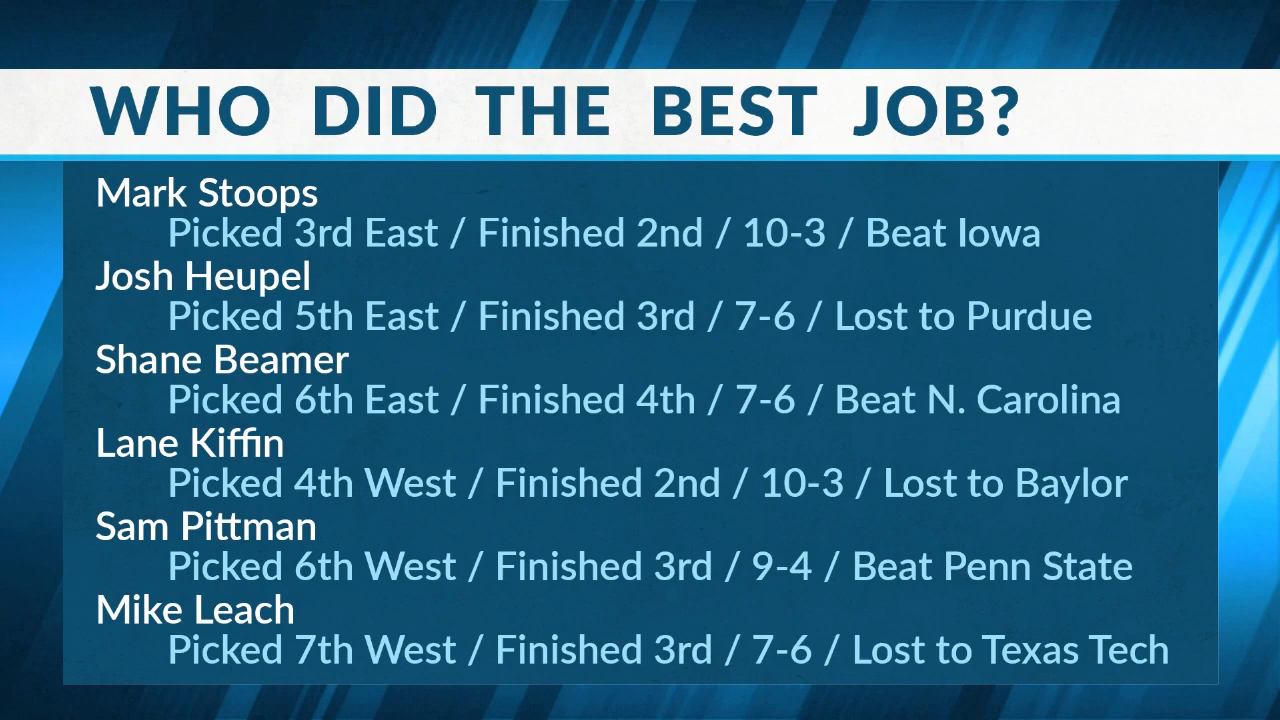 WHO DID THE BEST JOB?
Mark Stoops
Picked 3rd East / Finished 2nd / 10-3 / Beat Iowa
Josh Heupel
Picked 5th East / Finished 3rd / 7-6 / Lost to Purdue
Shane Beamer
Picked 6th East / Finished 4th / 7-6 / Beat N. Carolina
Lane Kiffin
Picked 4th West / Finished 2nd / 10-3 / Lost to Baylor
Sam Pittman
Picked 6th West / Finished 3rd / 9-4 / Beat Penn State
Mike Leach
Picked 7th West / Finished 3rd / 7-6 / Lost to Texas Tech